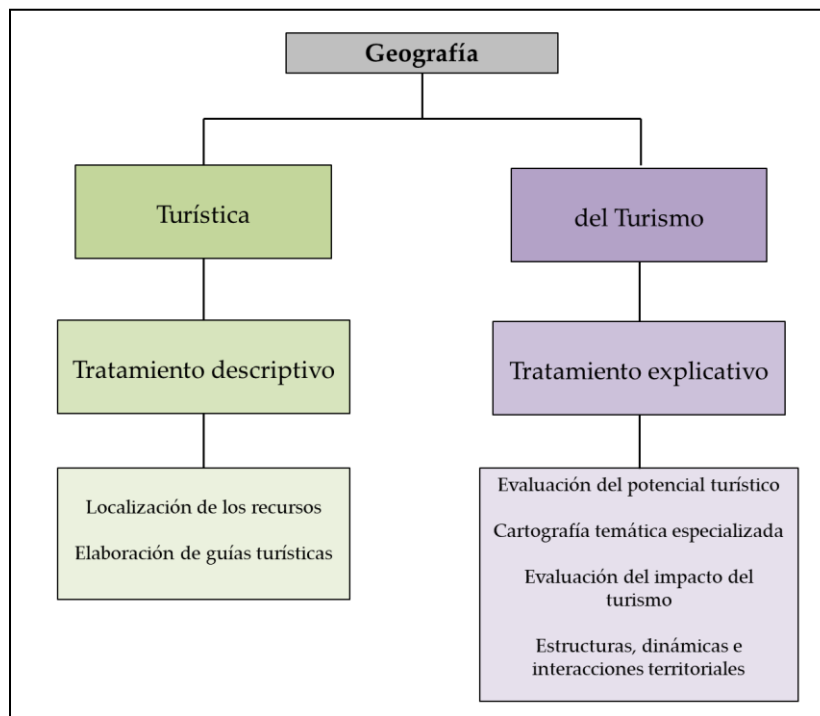 Geografía
Turística
del Turismo
Tratamiento descriptivo
Tratamiento explicativo
Localización de los recursos
Elaboración de guías turísticas
Evaluación del potencial turístico
Cartografía temática especializada
Evaluación del impacto del
turismo
Estructuras, dinámicas e
interacciones territoriales